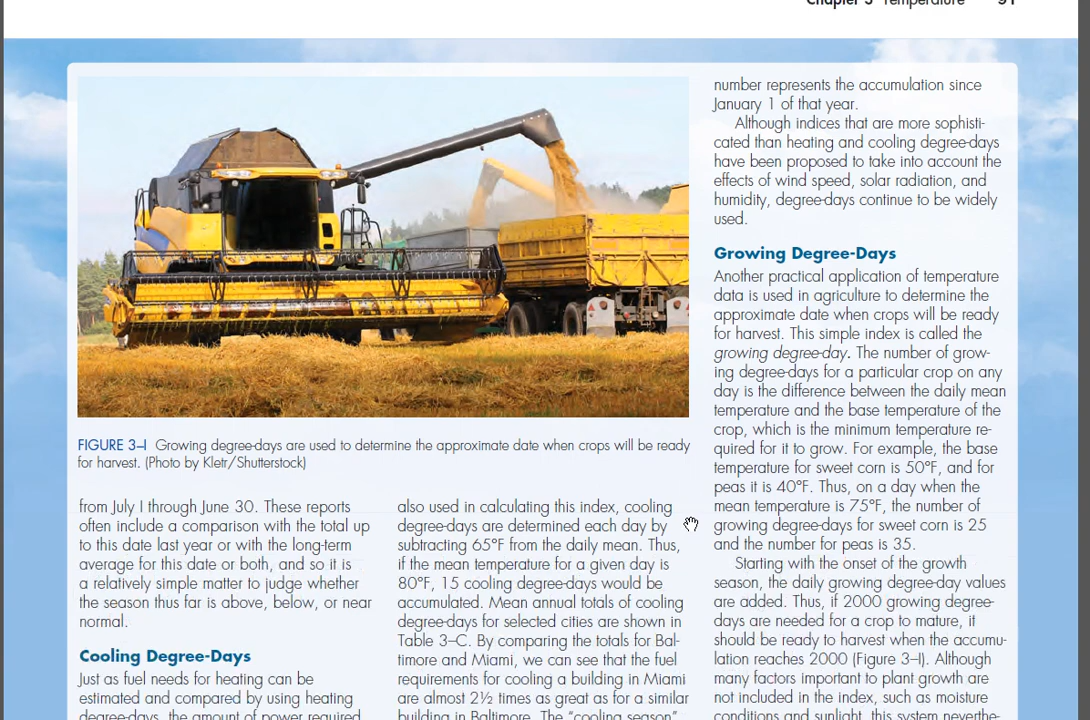 Chapter 3 Temperature 91
FIGURE 3–I Growing degree-days are used to determine the approximate date when crops will be ready
for harvest. (Photo by Kletr/Shutterstock)
from July I through June 30. These reports
often include a comparison with the total up
to this date last year or with the long-term
average for this date or both, and so it is
a relatively simple matter to judge whether
the season thus far is above, below, or near
normal.
Cooling Degree-Days
Just as fuel needs for heating can be
estimated and compared by using heating
degree-days, the amount of power required
also used in calculating this index, cooling
degree-days are determined each day by
subtracting 65°F from the daily mean. Thus,
if the mean temperature for a given day is
80°F, 15 cooling degree-days would be
accumulated. Mean annual totals of cooling
degree-days for selected cities are shown in
Table 3–C. By comparing the totals for Bal-
timore and Miami, we can see that the fuel
requirements for cooling a building in Miami
are almost 2½ times as great as for a similar
building in Baltimore. The “cooling season”
number represents the accumulation since
January 1 of that year.
Although indices that are more sophisti-
cated than heating and cooling degree-days
have been proposed to take into account the
effects of wind speed, solar radiation, and
humidity, degree-days continue to be widely
used.
Growing Degree-Days
Another practical application of temperature
data is used in agriculture to determine the
approximate date when crops will be ready
for harvest. This simple index is called the
growing degree-day. The number of grow-
ing degree-days for a particular crop on any
day is the difference between the daily mean
temperature and the base temperature of the
crop, which is the minimum temperature re-
quired for it to grow. For example, the base
temperature for sweet corn is 50°F, and for
peas it is 40°F. Thus, on a day when the
mean temperature is 75°F, the number of
growing degree-days for sweet corn is 25
and the number for peas is 35.
Starting with the onset of the growth
season, the daily growing degree-day values
are added. Thus, if 2000 growing degree-
days are needed for a crop to mature, it
should be ready to harvest when the accumu-
lation reaches 2000 (Figure 3–I). Although
many factors important to plant growth are
not included in the index, such as moisture
conditions and sunlight, this system neverthe-